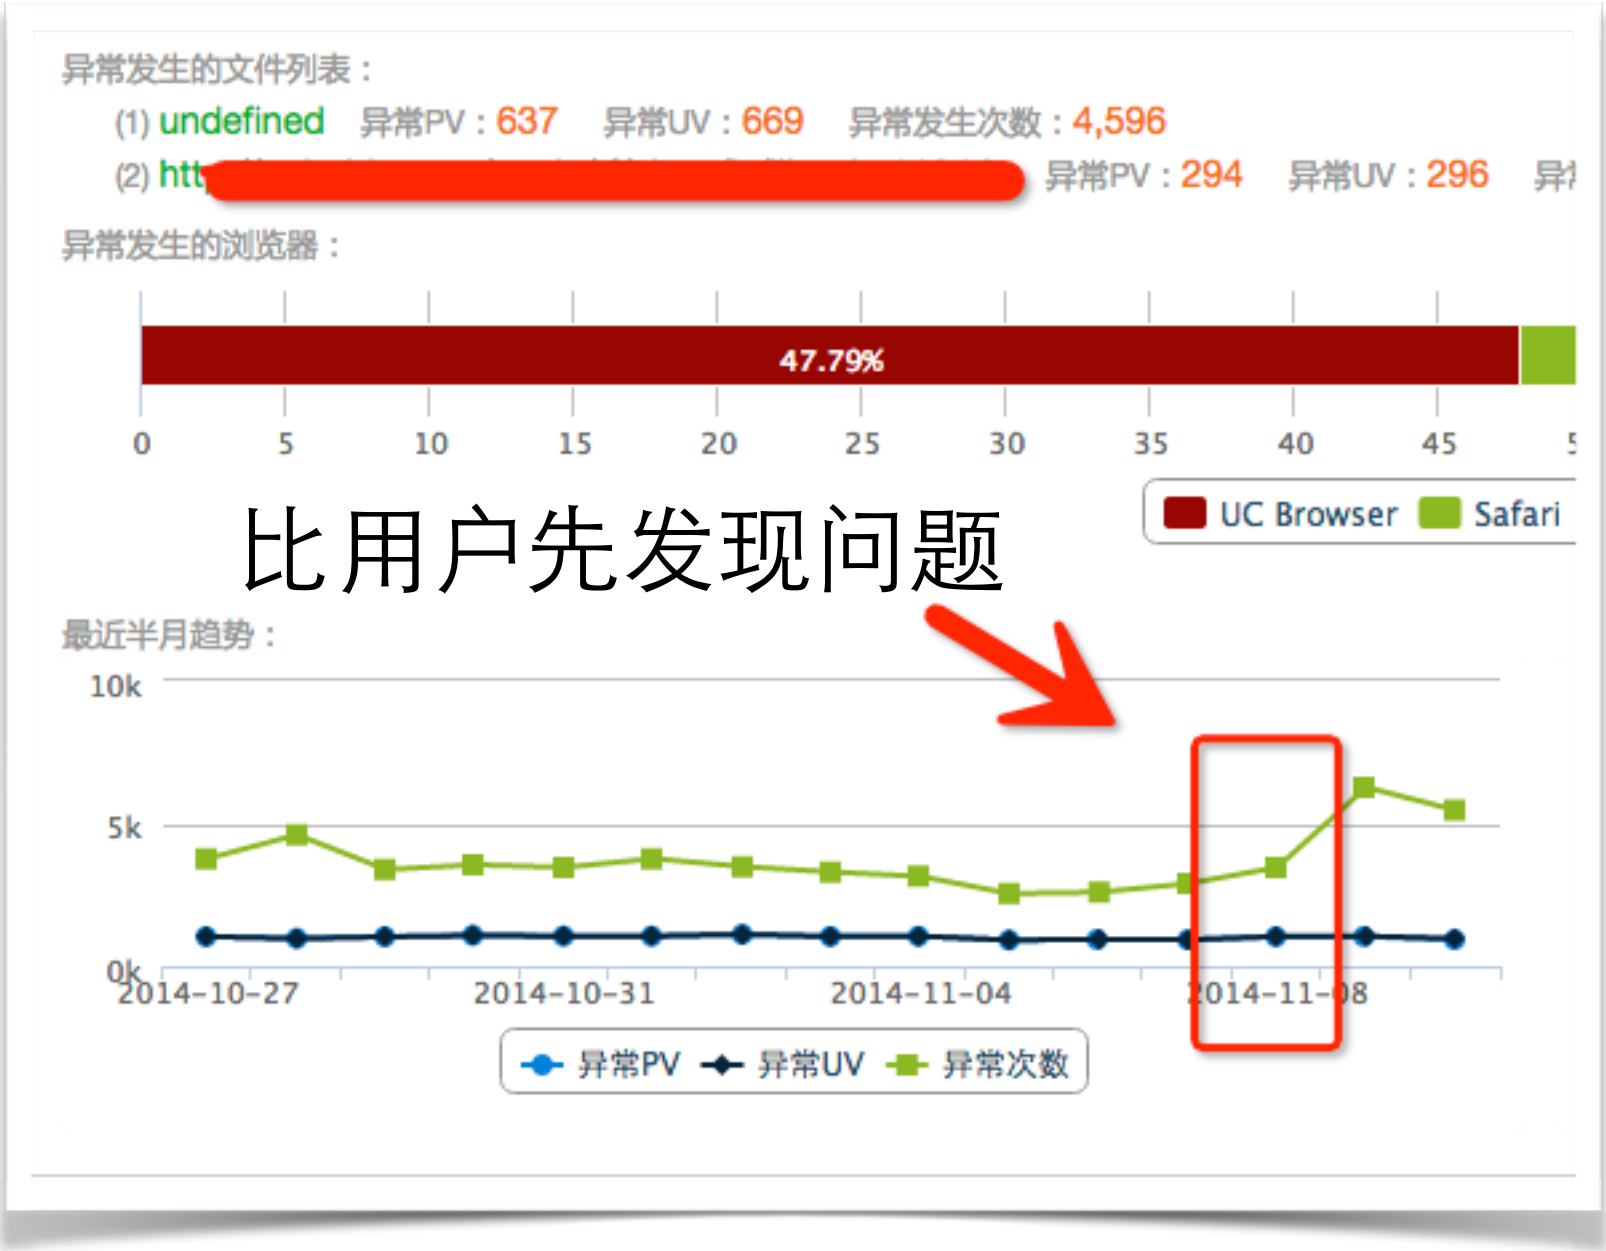 异常发生的文件列表：
(1) undefined 异常PV：637 异常UV：669 异常发生次数：4,596
(2) htt 异常PV：294 异常UV：296 异
异常发生的浏览器：
47.79%
0 5 10 15 20 25 30 35 40 45 5
UC Browser Safari
比用户先发现问题
最近半月趋势：
10k
5k
0k
2014-10-27 2014-10-31 2014-11-04 2014-11-08
异常PV 异常UV 异常次数